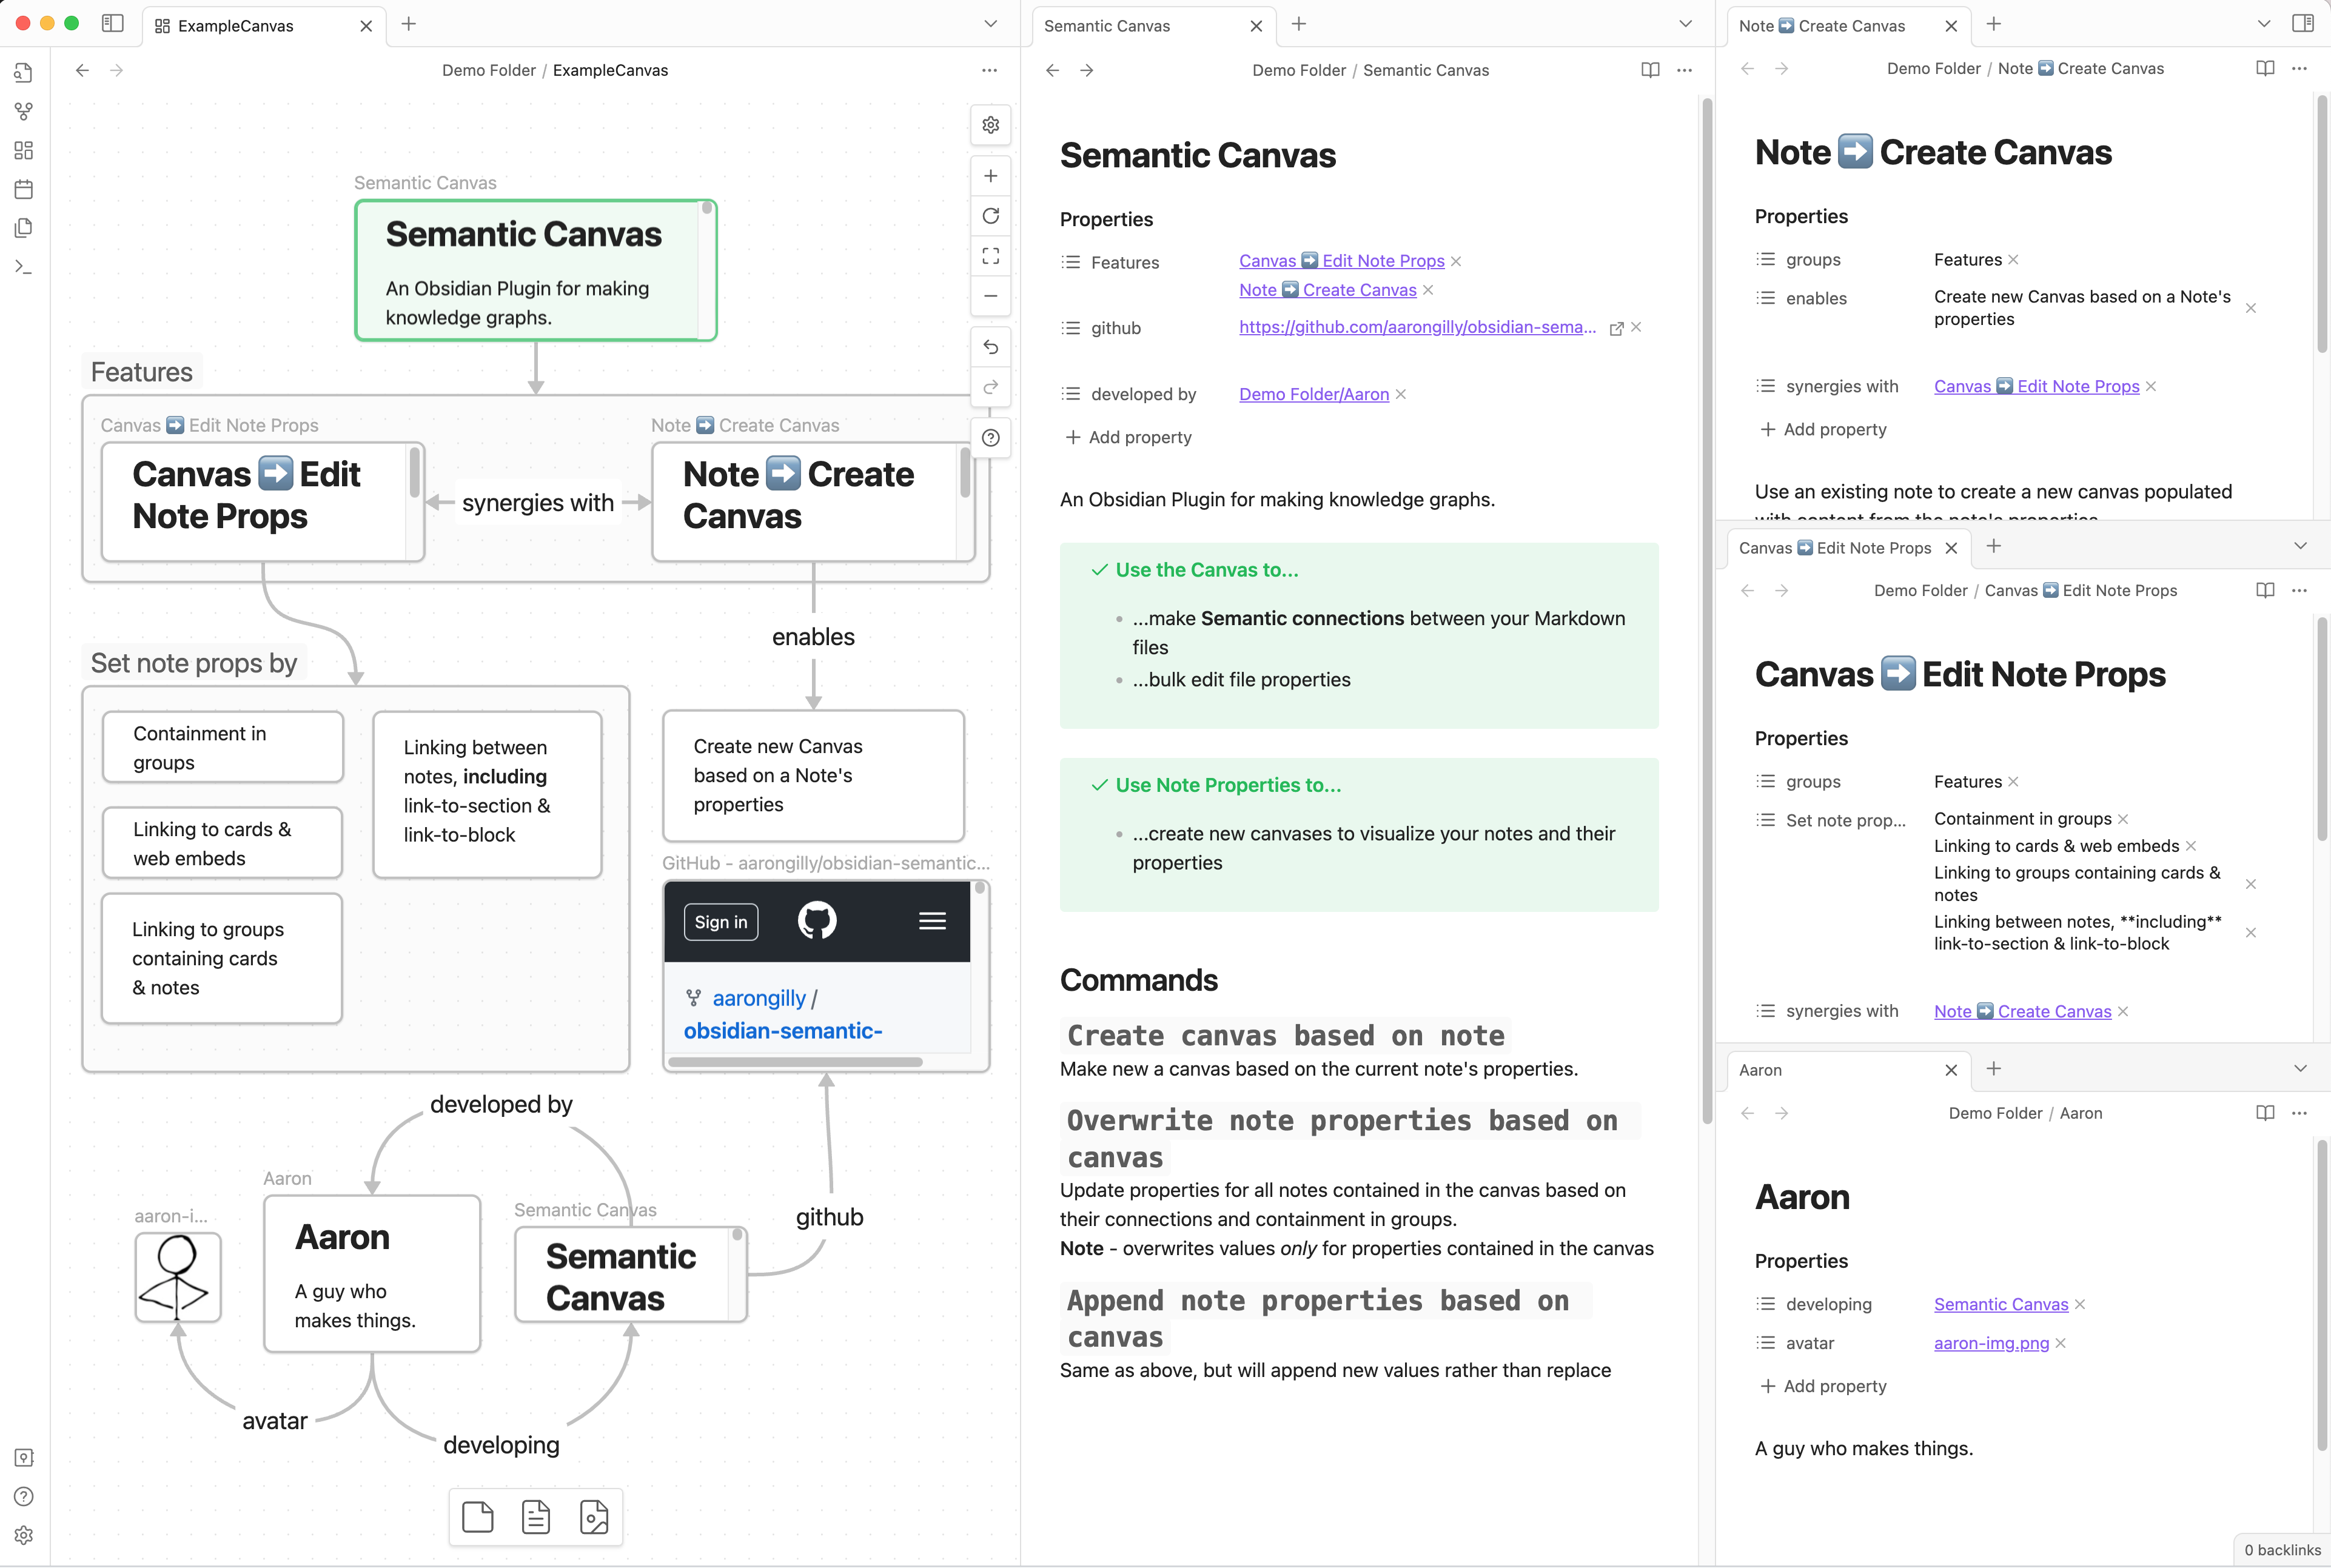 ExampleCanvas
Demo Folder / ExampleCanvas
Semantic Canvas
Semantic Canvas
An Obsidian Plugin for making
knowledge graphs.
Features
Canvas ➡️ Edit Note Props
Canvas ➡️ Edit
Note Props
synergies with
Note ➡️ Create Canvas
Note ➡️ Create
Canvas
enables
Set note props by
Containment in
groups
Linking between
notes, including
link-to-section &
link-to-block
Linking to cards &
web embeds
Linking to groups
containing cards
& notes
Create new Canvas
based on a Note's
properties
GitHub - aarongilly/obsidian-semantic...
Sign in
aarongilly /
obsidian-semantic-
developed by
Aaron
aaron-i...
Aaron
A guy who
makes things.
Semantic Canvas
Semantic
Canvas
github
avatar
developing
Semantic Canvas
Demo Folder / Semantic Canvas
Semantic Canvas
Properties
Features
Canvas ➡️ Edit Note Props
Note ➡️ Create Canvas
github
https://github.com/aarongilly/obsidian-sema...
developed by
Demo Folder/Aaron
Add property
An Obsidian Plugin for making knowledge graphs.
Use the Canvas to...
...make Semantic connections between your Markdown
files
...bulk edit file properties
Use Note Properties to...
...create new canvases to visualize your notes and their
properties
Commands
Create canvas based on note
Make new a canvas based on the current note's properties.
Overwrite note properties based on
canvas
Update properties for all notes contained in the canvas based on
their connections and containment in groups.
Note - overwrites values only for properties contained in the canvas
Append note properties based on
canvas
Same as above, but will append new values rather than replace
Note ➡️ Create Canvas
Demo Folder / Note ➡️ Create Canvas
Note ➡️ Create Canvas
Properties
groups
Features
enables
Create new Canvas based on a Note's
properties
synergies with
Canvas ➡️ Edit Note Props
Add property
Use an existing note to create a new canvas populated
with content from the note's properties
Canvas ➡️ Edit Note Props
Demo Folder / Canvas ➡️ Edit Note Props
Canvas ➡️ Edit Note Props
Properties
groups
Features
Set note prop...
Containment in groups
Linking to cards & web embeds
Linking to groups containing cards &
notes
Linking between notes, **including**
link-to-section & link-to-block
synergies with
Note ➡️ Create Canvas
Aaron
Demo Folder / Aaron
Aaron
Properties
developing
Semantic Canvas
avatar
aaron-img.png
Add property
A guy who makes things.
0 backlinks